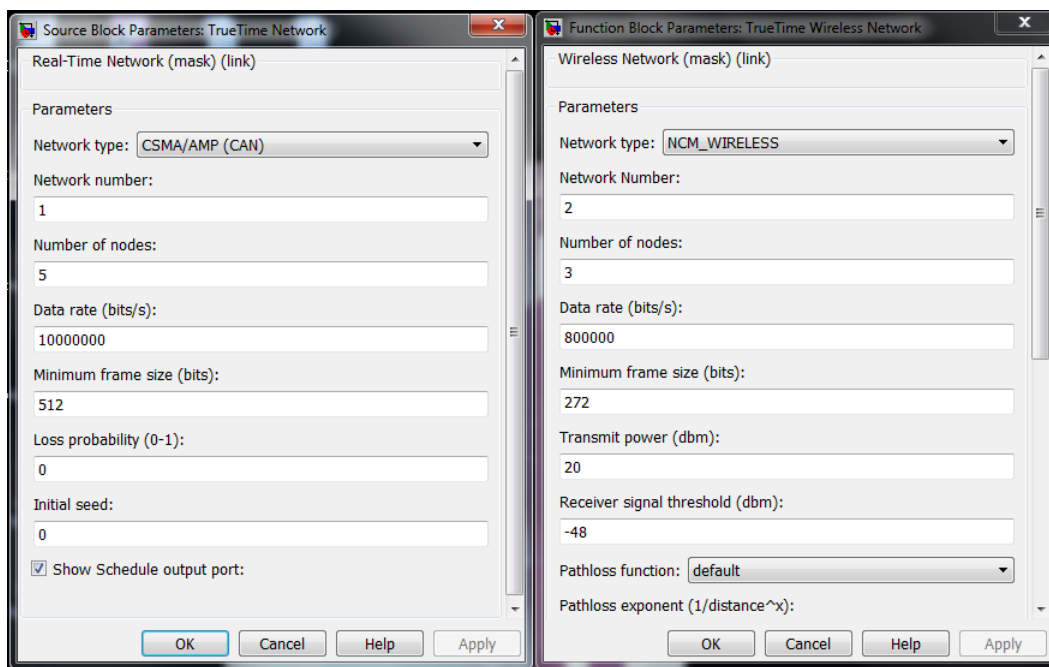 Source Block Parameters: TrueTime Network
Real-Time Network (mask) (link)
Parameters
Network type: CSMA/AMP (CAN)
Network number:
1
Number of nodes:
5
Data rate (bits/s):
10000000
Minimum frame size (bits):
512
Loss probability (0-1):
0
Initial seed:
0
Show Schedule output port:
OK Cancel Help Apply
Function Block Parameters: TrueTime Wireless Network
Wireless Network (mask) (link)
Parameters
Network type: NCM_WIRELESS
Network Number:
2
Number of nodes:
3
Data rate (bits/s):
800000
Minimum frame size (bits):
272
Transmit power (dbm):
20
Receiver signal threshold (dbm):
-48
Pathloss function: default
Pathloss exponent (1/distance^x):
OK Cancel Help Apply